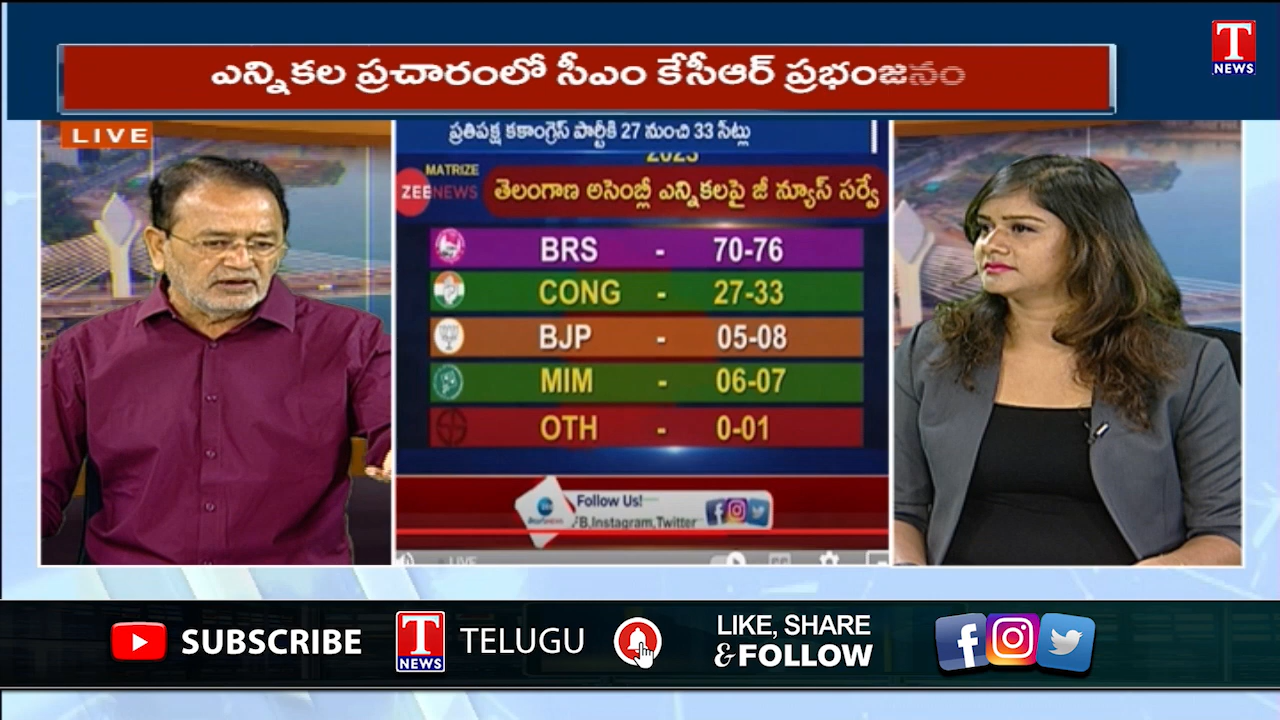 ఎన్నికల ప్రచారంలో సీఎం కేసీఆర్ ప్రభంజనం
T NEWS
LIVE
ప్రతిపక్ష కకాంగ్రెస్ పార్టీకి 27 నుంచి 33 సీట్లు
2023
MATRIZE
ZEE NEWS
తెలంగాణ అసెంబ్లీ ఎన్నికలపై జీ న్యూస్ సర్వే
BRS - 70-76
CONG - 27-33
BJP - 05-08
MIM - 06-07
OTH - 0-01
Follow Us!
FB,Instagram,Twitter
LIVE
SUBSCRIBE
T NEWS
TELUGU
LIKE, SHARE
& FOLLOW